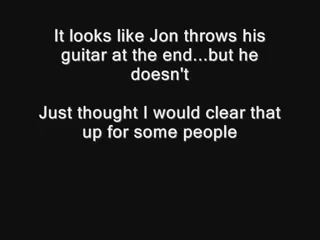 It looks like Jon throws his
guitar at the end...but he
doesn't
Just thought I would clear that
up for some people